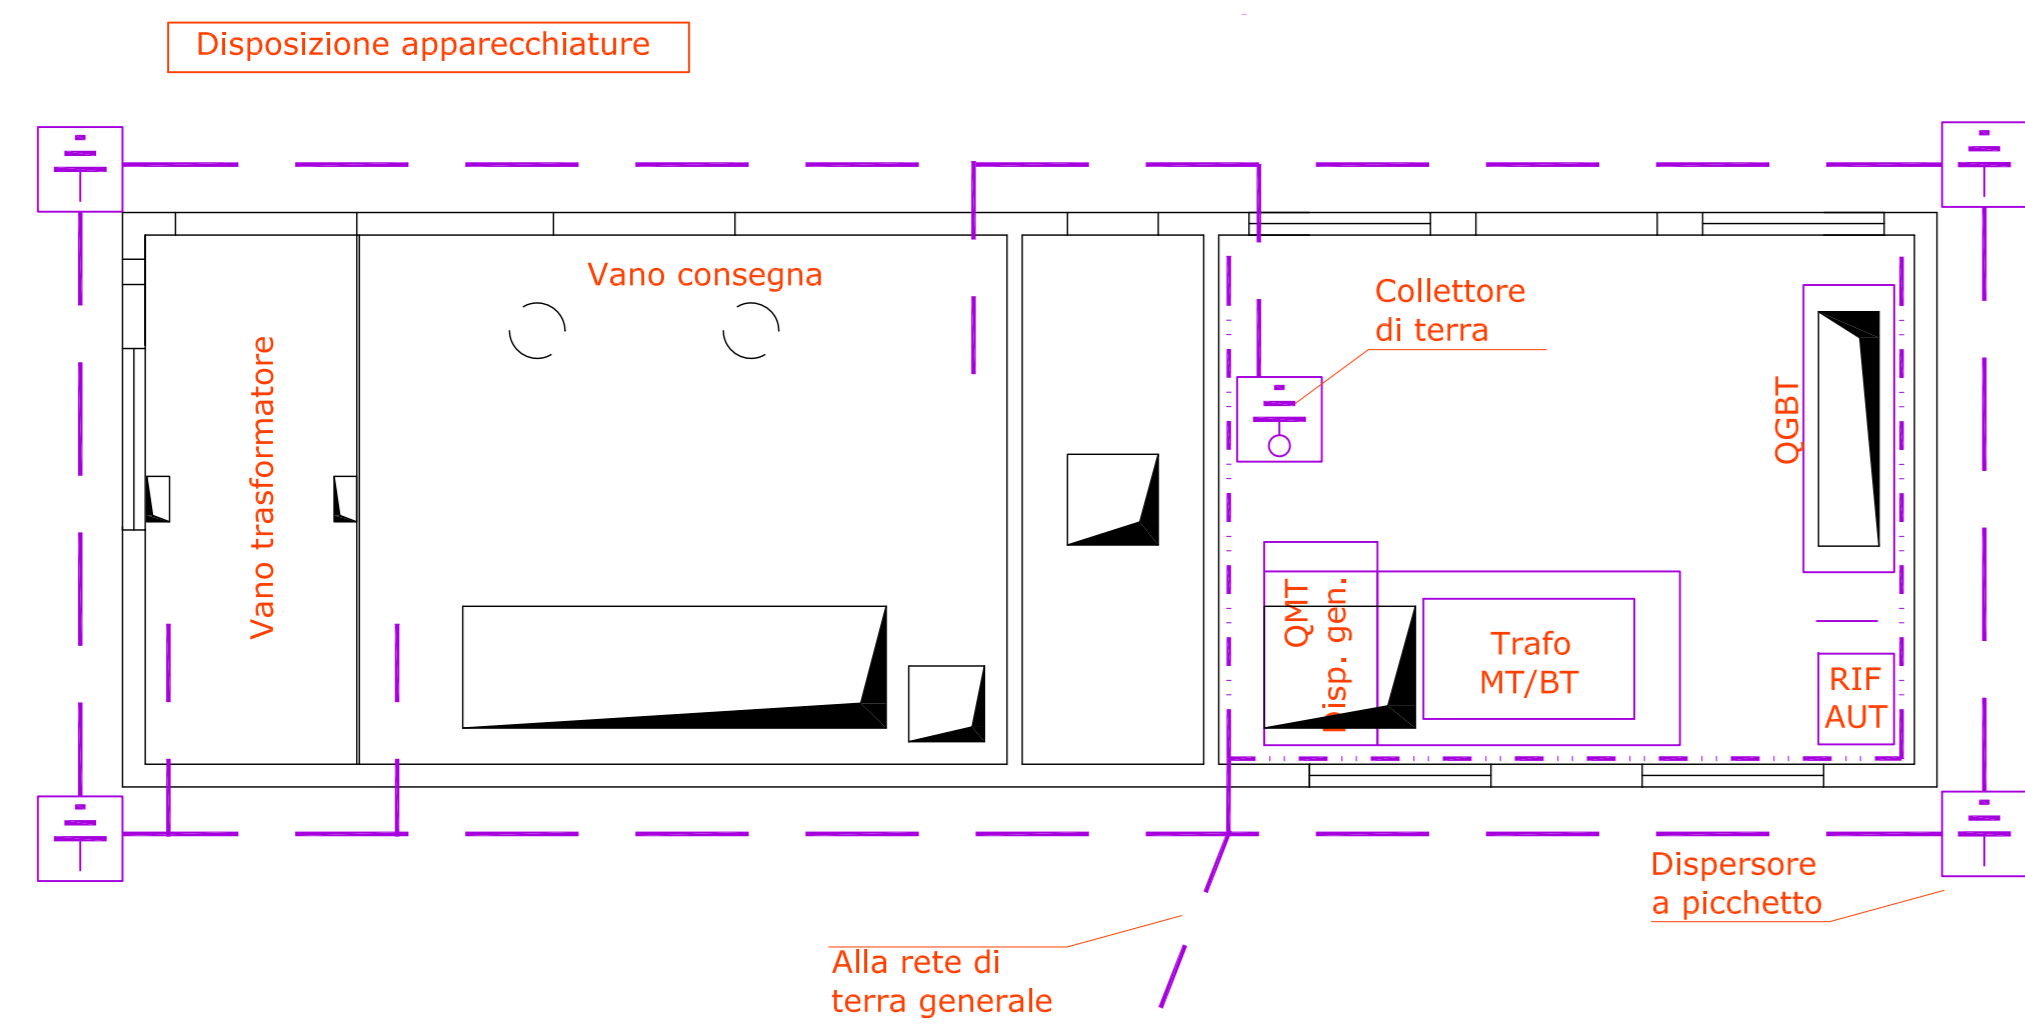 Disposizione apparecchiature
Vano consegna
Vano trasformatore
Collettore
di terra
QGBT
QMT
Disp. gen.
Trafo
MT/BT
RIF
AUT
Dispersore
a picchetto
Alla rete di
terra generale